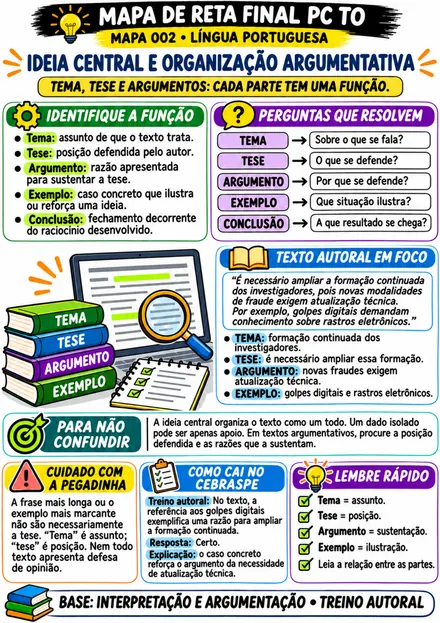 MAPA DE RETA FINAL PC TO
MAPA 002 • LÍNGUA PORTUGUESA
IDEIA CENTRAL E ORGANIZAÇÃO ARGUMENTATIVA
TEMA, TESE E ARGUMENTOS: CADA PARTE TEM UMA FUNÇÃO.
IDENTIFIQUE A FUNÇÃO
• Tema: assunto de que o texto trata.
• Tese: posição defendida pelo autor.
• Argumento: razão apresentada
para sustentar a tese.
• Exemplo: caso concreto que ilustra
ou reforça uma ideia.
• Conclusão: fechamento decorrente
do raciocínio desenvolvido.
? PERGUNTAS QUE RESOLVEM
TEMA → Sobre o que se fala?
TESE → O que se defende?
ARGUMENTO → Por que se defende?
EXEMPLO → Que situação ilustra?
CONCLUSÃO → A que resultado se chega?
TEMA
TESE
ARGUMENTO
EXEMPLO
TEXTO AUTORAL EM FOCO
“É necessário ampliar a formação continuada
dos investigadores, pois novas modalidades
de fraude exigem atualização técnica.
Por exemplo, golpes digitais demandam
conhecimento sobre rastros eletrônicos.”
• TEMA: formação continuada dos
investigadores.
• TESE: é necessário ampliar essa formação.
• ARGUMENTO: novas fraudes exigem
atualização técnica.
• EXEMPLO: golpes digitais e rastros eletrônicos.
PARA NÃO
CONFUNDIR
A ideia central organiza o texto como um todo. Um dado isolado
pode ser apenas apoio. Em textos argumentativos, procure a posição
defendida e as razões que a sustentam.
CUIDADO COM
A PEGADINHA
A frase mais longa ou o
exemplo mais marcante
não são necessariamente
a tese. “Tema” é assunto;
“tese” é posição. Nem todo
texto apresenta defesa
de opinião.
COMO CAI NO
CEBRASPE
Treino autoral: No texto, a
referência aos golpes digitais
exemplifica uma razão para ampliar
a formação continuada.
Resposta: Certo.
Explicação: o caso concreto
reforça o argumento da necessidade
de atualização técnica.
LEMBRE RÁPIDO
Tema = assunto.
Tese = posição.
Argumento = sustentação.
Exemplo = ilustração.
Leia a relação entre as partes.
BASE: INTERPRETAÇÃO E ARGUMENTAÇÃO • TREINO AUTORAL